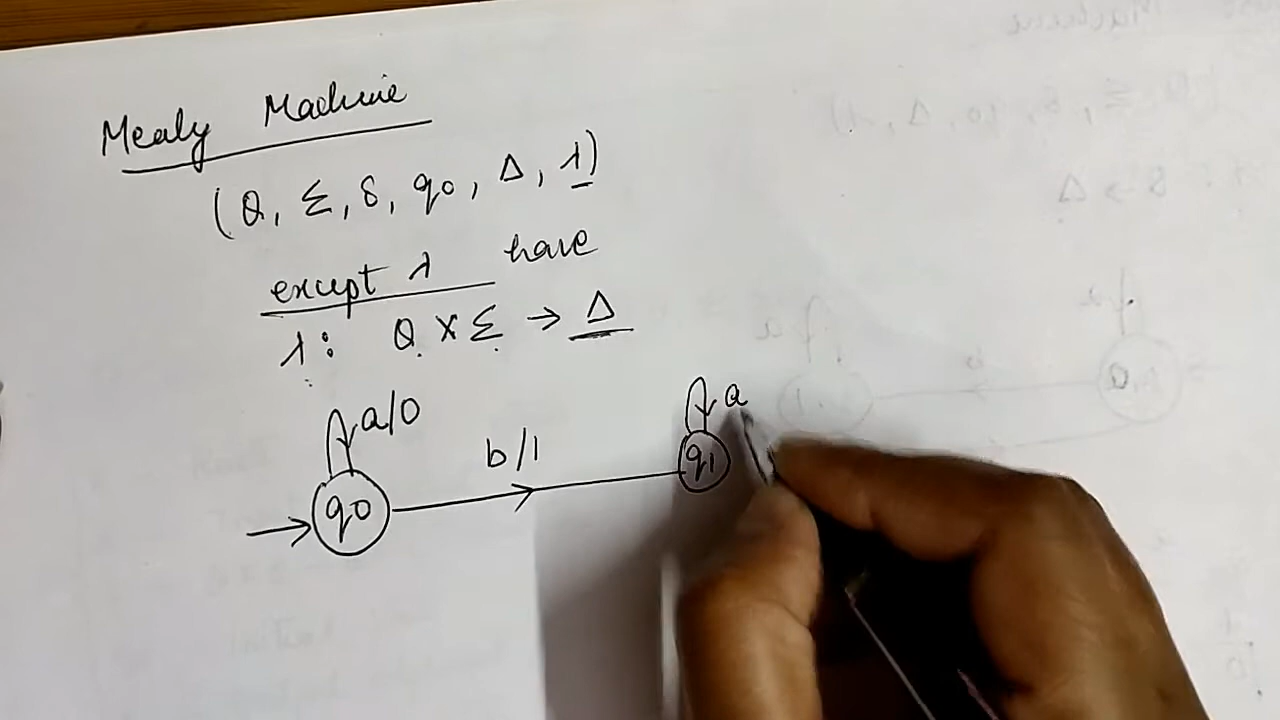 Mealy Machine
(Q, Σ, δ, q0, Δ, λ)
except λ have
λ: Q X Σ → Δ
a/0
b/1
a
q0
q1